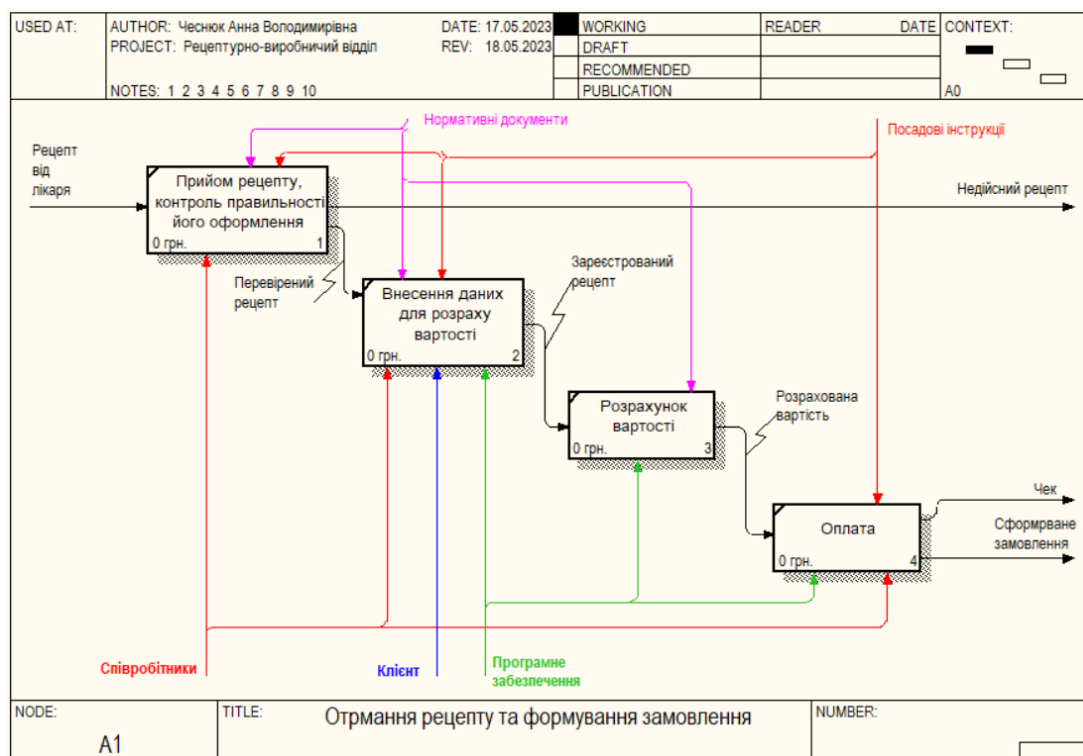 USED AT:
AUTHOR: Чеснюк Анна Володимирівна
DATE: 17.05.2023
PROJECT: Рецептурно-виробничий відділ
REV: 18.05.2023
NOTES: 1 2 3 4 5 6 7 8 9 10
WORKING
DRAFT
RECOMMENDED
PUBLICATION
READER
DATE
CONTEXT:
A0
Нормативні документи
Посадові інструкції
Рецепт
від
лікаря
Прийом рецепту,
контроль правильності
його оформлення
0 грн.
1
Недійсний рецепт
Перевірений
рецепт
Внесення даних
для розраху
вартості
0 грн.
2
Зареєстрований
рецепт
Розрахунок
вартості
0 грн.
3
Розрахована
вартість
Оплата
0 грн.
4
Чек
Сформрване
замовлення
Співробітники
Клієнт
Програмне
забезпечення
NODE:
A1
TITLE:
Отрмання рецепту та формування замовлення
NUMBER: